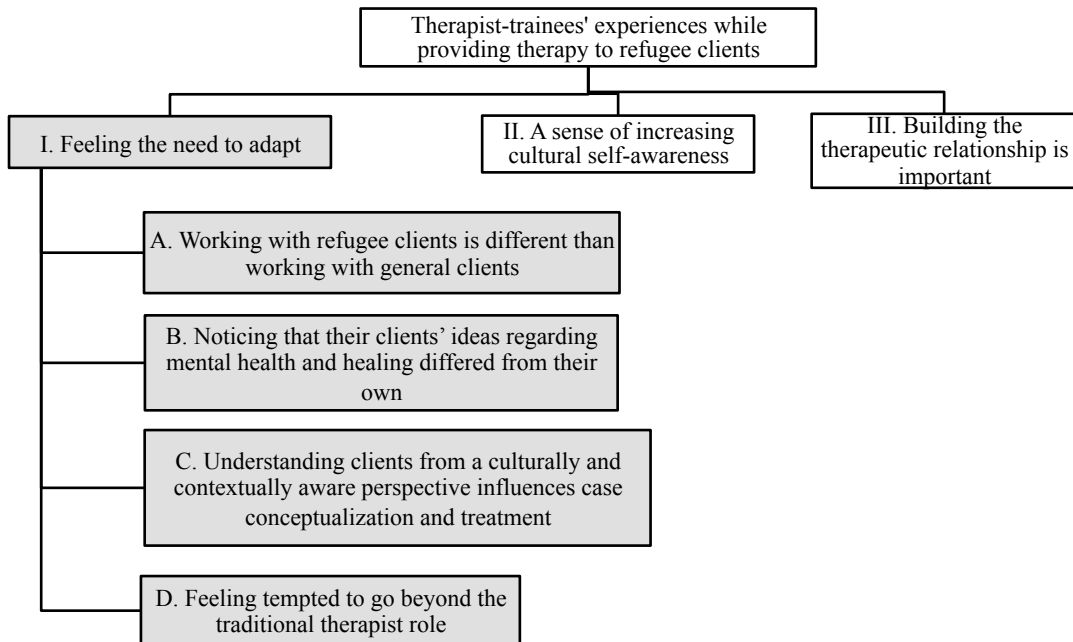 Therapist-trainees' experiences while
providing therapy to refugee clients
I. Feeling the need to adapt
II. A sense of increasing
cultural self-awareness
III. Building the
therapeutic relationship is
important
A. Working with refugee clients is different than
working with general clients
B. Noticing that their clients’ ideas regarding
mental health and healing differed from their
own
C. Understanding clients from a culturally and
contextually aware perspective influences case
conceptualization and treatment
D. Feeling tempted to go beyond the
traditional therapist role